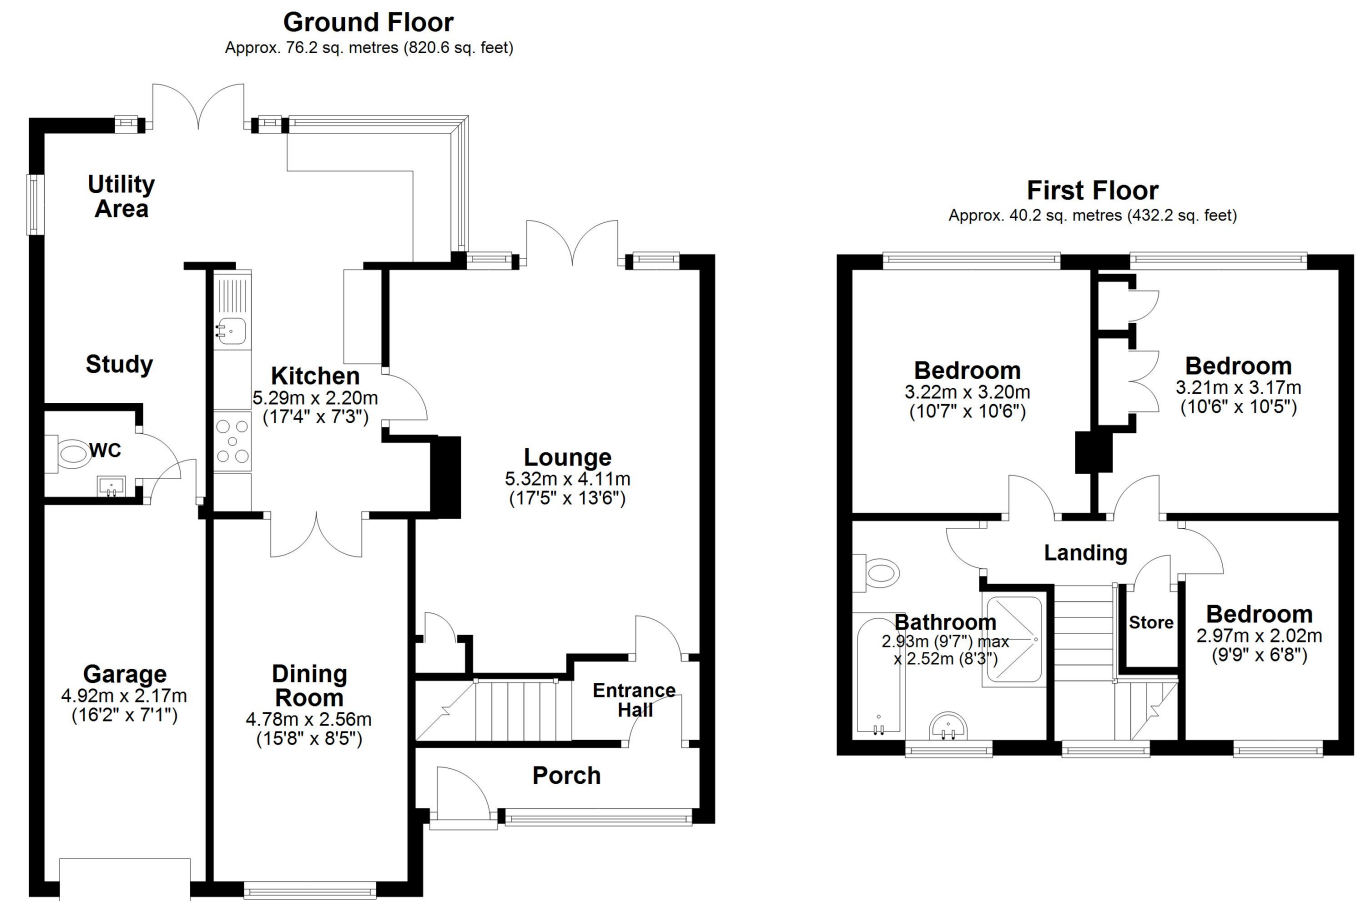 Ground Floor
Approx. 76.2 sq. metres (820.6 sq. feet)
Utility
Area
Study
Kitchen
5.29m x 2.20m
(17'4" x 7'3")
WC
Lounge
5.32m x 4.11m
(17'5" x 13'6")
Garage
4.92m x 2.17m
(16'2" x 7'1")
Dining
Room
4.78m x 2.56m
(15'8" x 8'5")
Entrance
Hall
Porch
First Floor
Approx. 40.2 sq. metres (432.2 sq. feet)
Bedroom
3.22m x 3.20m
(10'7" x 10'6")
Bedroom
3.21m x 3.17m
(10'6" x 10'5")
Landing
Bathroom
2.93m (9'7") max
x 2.52m (8'3")
Store
Bedroom
2.97m x 2.02m
(9'9" x 6'8")